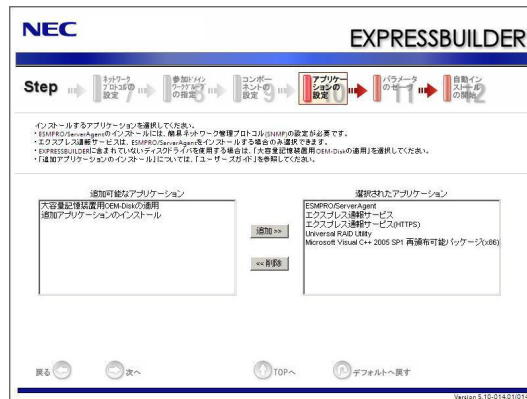 NEC
EXPRESSBUILDER
Step
ネットワークプロトコルの設定 7
参加ドメインワークグループの指定 8
コンポーネントの設定 9
アプリケーションの設定 10
パラメータのセーブ 11
自動インストールの開始 12
インストールするアプリケーションを選択してください。
・ESMPRO/ServerAgentのインストールには、簡易ネットワーク管理プロトコル(SNMP)の設定が必要です。
・エクスプレス通報サービスは、ESMPRO/ServerAgentをインストールする場合のみ選択できます。
・EXPRESSBUILDERに含まれていないディスクドライバを使用する場合は、「大容量記憶装置用OEM-Diskの適用」を選択してください。
・「追加アプリケーションのインストール」については、「ユーザーズガイド」を参照してください。
追加可能なアプリケーション
大容量記憶装置用OEM-Diskの適用
追加アプリケーションのインストール
追加 >>
<< 削除
選択されたアプリケーション
ESMPRO/ServerAgent
エクスプレス通報サービス
エクスプレス通報サービス(HTTPS)
Universal RAID Utility
Microsoft Visual C++ 2005 SP1 再頒布可能パッケージ(x86)
戻る
次へ
TOPへ
デフォルトへ戻す
Version 5.10-014.01(014